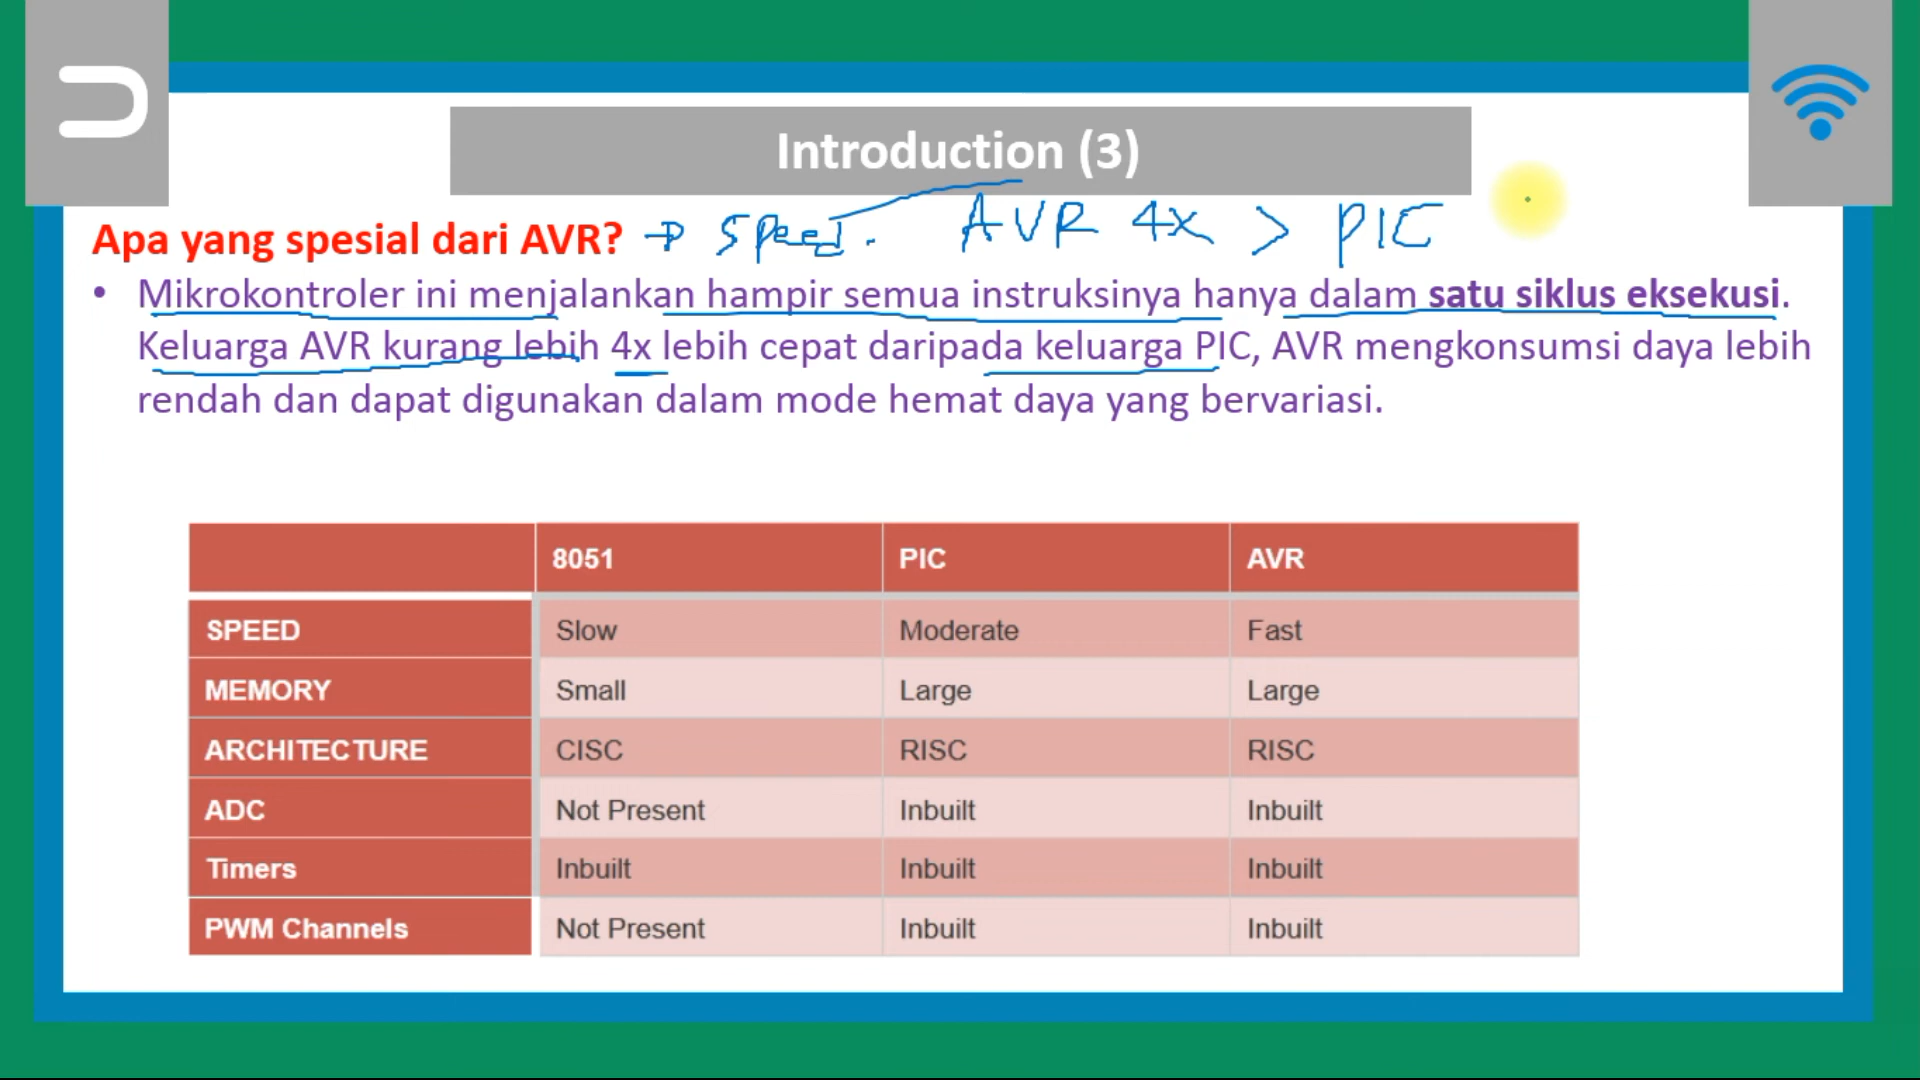 Introduction (3)
Apa yang spesial dari AVR? → Speed. AVR 4x > PIC
• Mikrokontroler ini menjalankan hampir semua instruksinya hanya dalam satu siklus eksekusi.
Keluarga AVR kurang lebih 4x lebih cepat daripada keluarga PIC, AVR mengkonsumsi daya lebih
rendah dan dapat digunakan dalam mode hemat daya yang bervariasi.
8051 PIC AVR
SPEED Slow Moderate Fast
MEMORY Small Large Large
ARCHITECTURE CISC RISC RISC
ADC Not Present Inbuilt Inbuilt
Timers Inbuilt Inbuilt Inbuilt
PWM Channels Not Present Inbuilt Inbuilt